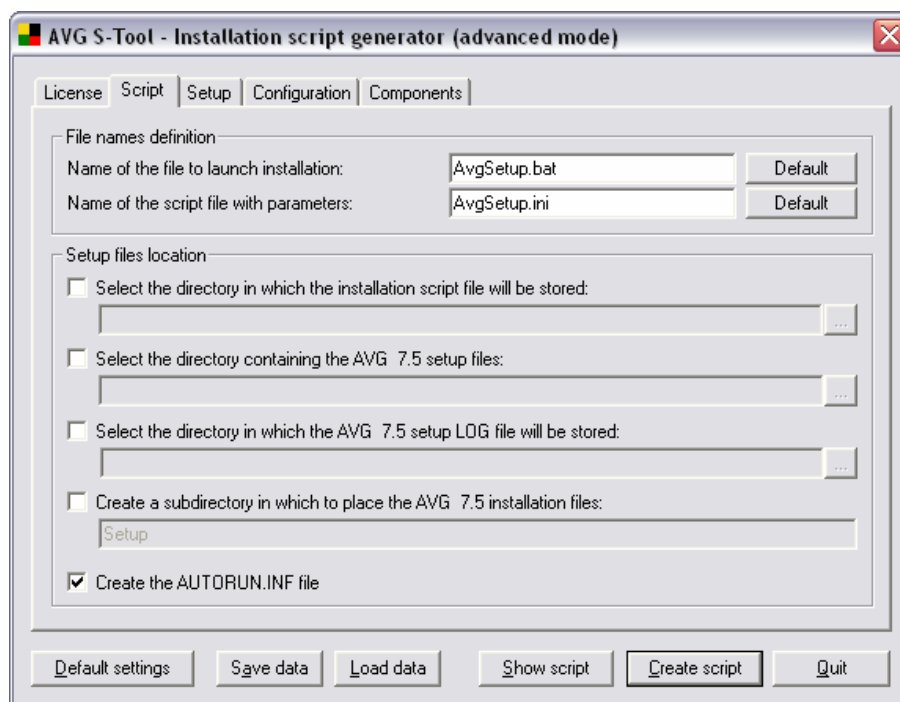 AVG S-Tool - Installation script generator (advanced mode)
License Script Setup Configuration Components
File names definition
Name of the file to launch installation: AvgSetup.bat Default
Name of the script file with parameters: AvgSetup.ini Default
Setup files location
Select the directory in which the installation script file will be stored:
...
Select the directory containing the AVG 7.5 setup files:
...
Select the directory in which the AVG 7.5 setup LOG file will be stored:
...
Create a subdirectory in which to place the AVG 7.5 installation files:
Setup
Create the AUTORUN.INF file
Default settings Save data Load data Show script Create script Quit